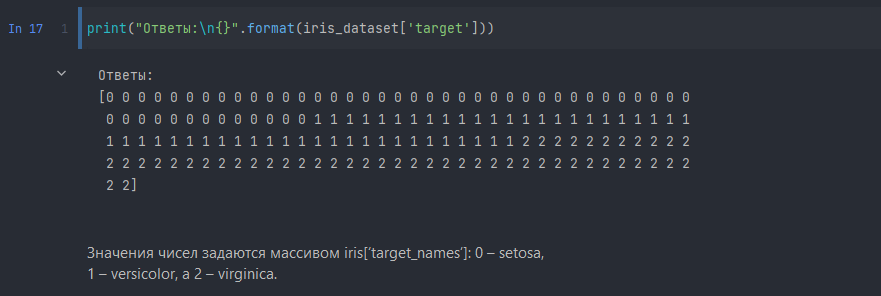 In 17 1 print("Ответы:\n{}".format(iris_dataset['target']))
Ответы:
[0 0 0 0 0 0 0 0 0 0 0 0 0 0 0 0 0 0 0 0 0 0 0 0 0 0 0 0 0 0 0 0 0 0 0 0 0
0 0 0 0 0 0 0 0 0 0 0 0 0 1 1 1 1 1 1 1 1 1 1 1 1 1 1 1 1 1 1 1 1 1 1 1 1
1 1 1 1 1 1 1 1 1 1 1 1 1 1 1 1 1 1 1 1 1 1 1 1 1 1 2 2 2 2 2 2 2 2 2 2 2
2 2 2 2 2 2 2 2 2 2 2 2 2 2 2 2 2 2 2 2 2 2 2 2 2 2 2 2 2 2 2 2 2 2 2 2 2
2 2]
Значения чисел задаются массивом iris['target_names']: 0 – setosa,
1 – versicolor, а 2 – virginica.